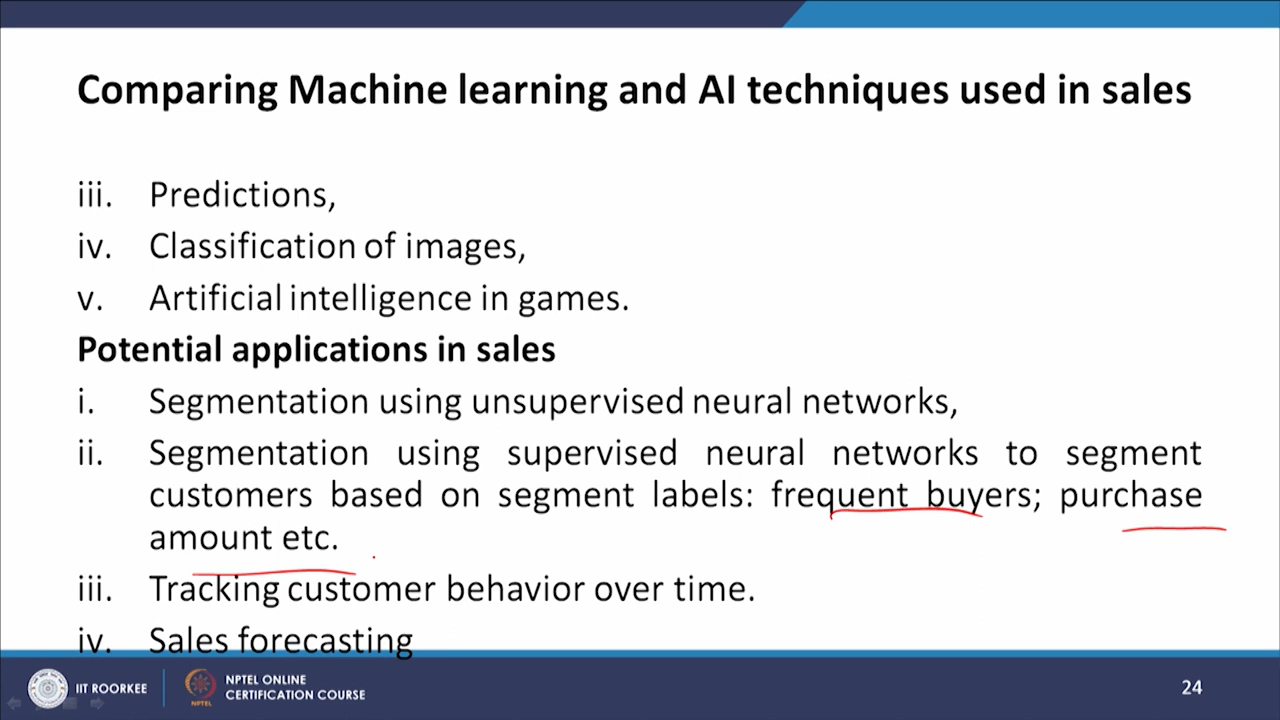 Comparing Machine learning and AI techniques used in sales
iii. Predictions,
iv. Classification of images,
v. Artificial intelligence in games.
Potential applications in sales
i. Segmentation using unsupervised neural networks,
ii. Segmentation using supervised neural networks to segment
customers based on segment labels: frequent buyers; purchase
amount etc.
iii. Tracking customer behavior over time.
iv. Sales forecasting
IIT ROORKEE
NPTEL
NPTEL ONLINE
CERTIFICATION COURSE
24